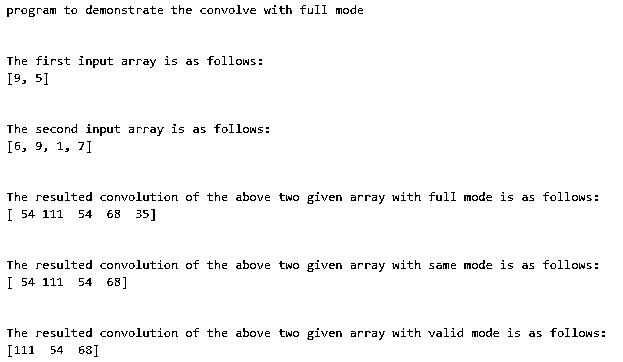 program to demonstrate the convolve with full mode
The first input array is as follows:
[9, 5]
The second input array is as follows:
[6, 9, 1, 7]
The resulted convolution of the above two given array with full mode is as follows:
[ 54 111  54  68  35]
The resulted convolution of the above two given array with same mode is as follows:
[ 54 111  54  68]
The resulted convolution of the above two given array with valid mode is as follows:
[111  54  68]